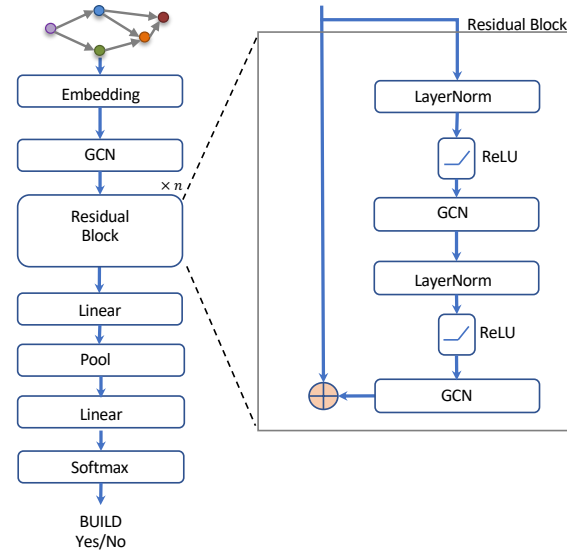 Embedding
GCN
× n
Residual
Block
Linear
Pool
Linear
Softmax
BUILD
Yes/No
Residual Block
LayerNorm
ReLU
GCN
LayerNorm
ReLU
GCN